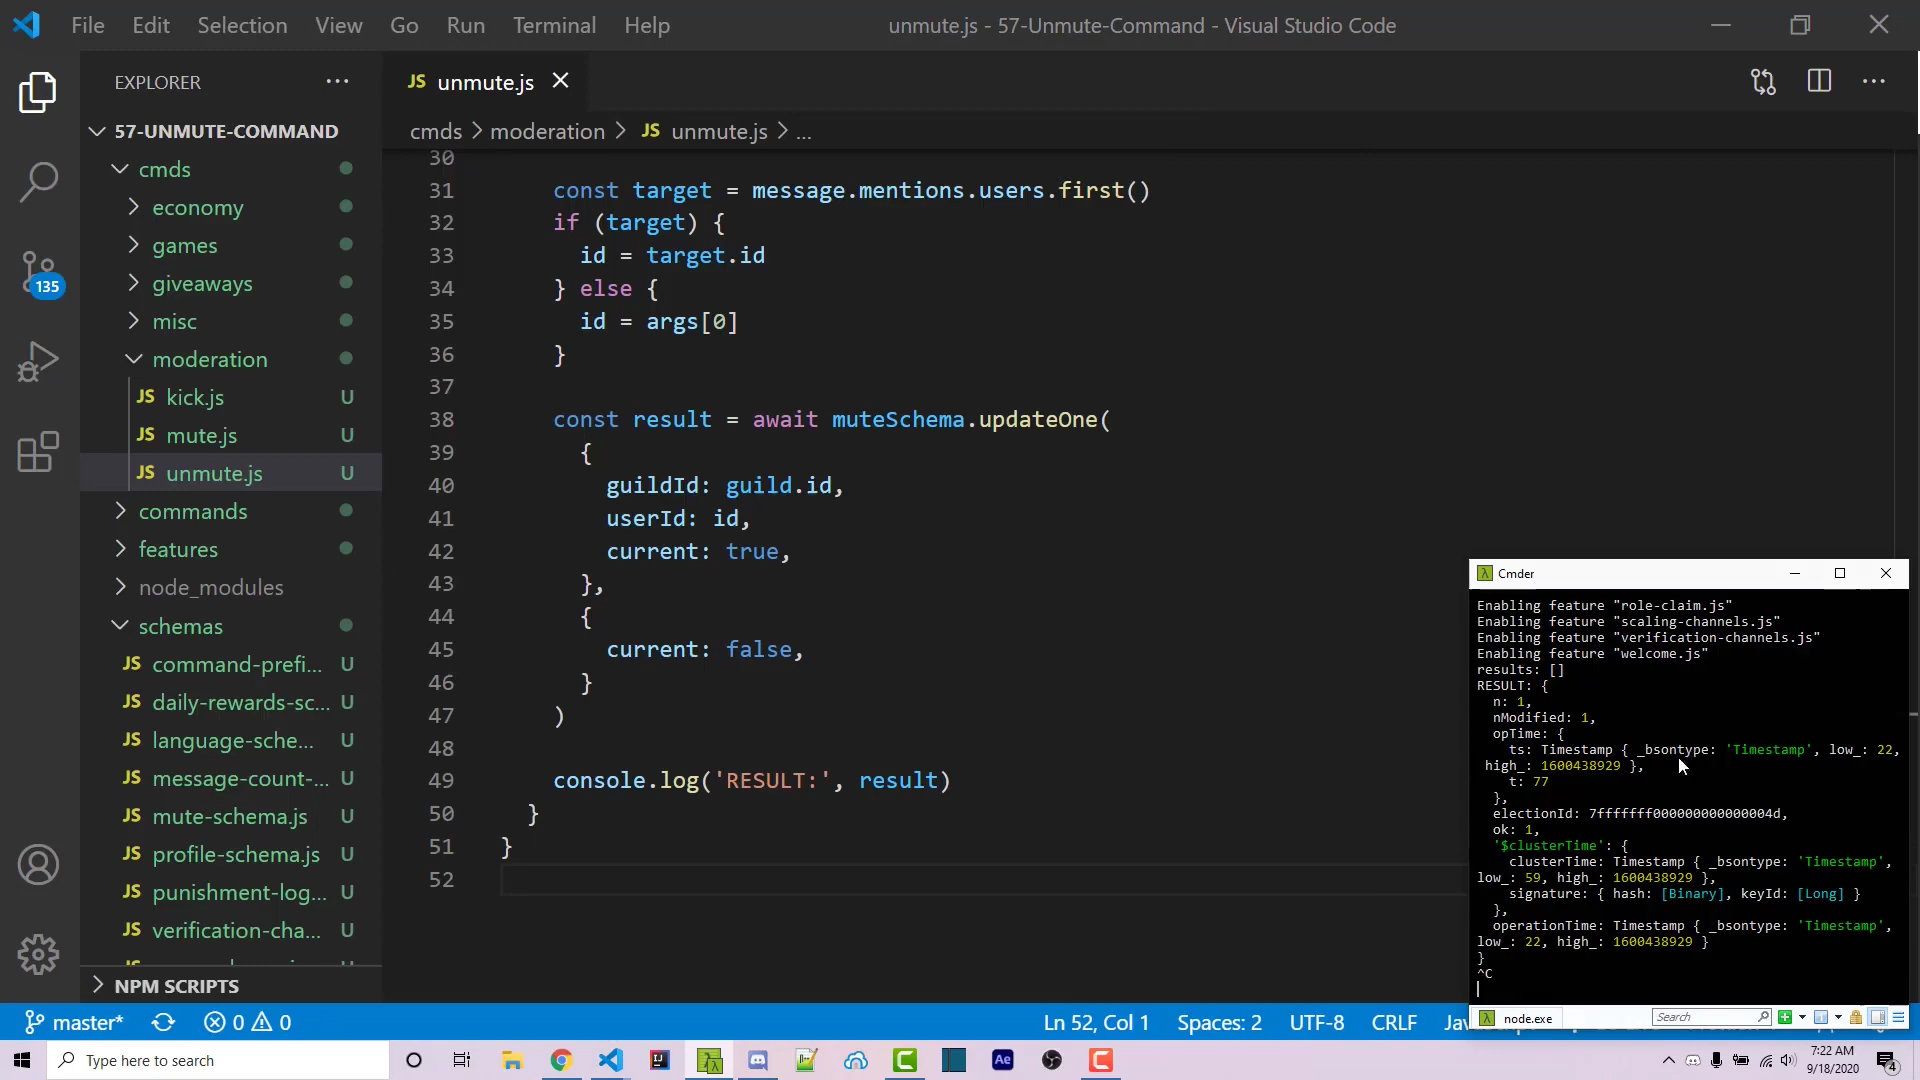 File Edit Selection View Go Run Terminal Help
unmute.js - 57-Unmute-Command - Visual Studio Code
EXPLORER
57-UNMUTE-COMMAND
cmds
economy
games
giveaways
misc
moderation
JS kick.js U
JS mute.js U
JS unmute.js U
commands
features
node_modules
schemas
JS command-prefi... U
JS daily-rewards-sc... U
JS language-sche... U
JS message-count-... U
JS mute-schema.js U
JS profile-schema.js U
JS punishment-log... U
JS verification-cha... U
NPM SCRIPTS
135
JS unmute.js
cmds > moderation > JS unmute.js > ...
30
31 const target = message.mentions.users.first()
32 if (target) {
33 id = target.id
34 } else {
35 id = args[0]
36 }
37
38 const result = await muteSchema.updateOne(
39 {
40 guildId: guild.id,
41 userId: id,
42 current: true,
43 },
44 {
45 current: false,
46 }
47 )
48
49 console.log('RESULT:', result)
50 }
51 }
52
Cmder
Enabling feature "role-claim.js"
Enabling feature "scaling-channels.js"
Enabling feature "verification-channels.js"
Enabling feature "welcome.js"
results: []
RESULT: {
n: 1,
nModified: 1,
opTime: {
ts: Timestamp { _bsontype: 'Timestamp', low_: 22,
high_: 1600438929 },
t: 77
},
electionId: 7fffffff000000000000004d,
ok: 1,
'$clusterTime': {
clusterTime: Timestamp { _bsontype: 'Timestamp',
low_: 59, high_: 1600438929 },
signature: { hash: [Binary], keyId: [Long] }
},
operationTime: Timestamp { _bsontype: 'Timestamp',
low_: 22, high_: 1600438929 }
}
^C
node.exe Search
master* 0 0 Ln 52, Col 1 Spaces: 2 UTF-8 CRLF
Type here to search
Ae
7:22 AM
9/18/2020
4